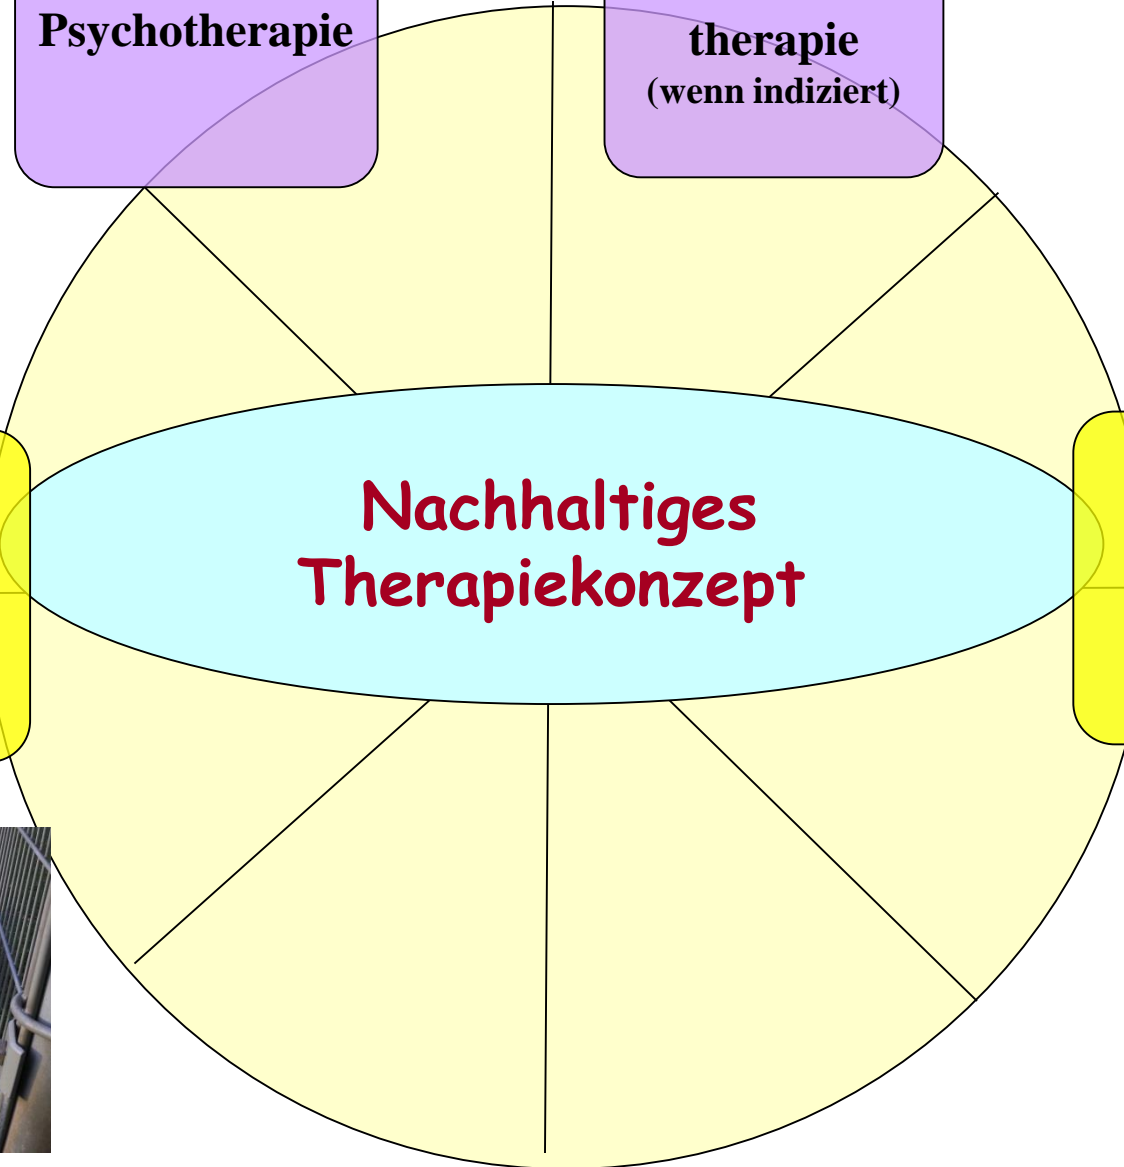 Psychotherapie
therapie
(wenn indiziert)
Nachhaltiges
Therapiekonzept